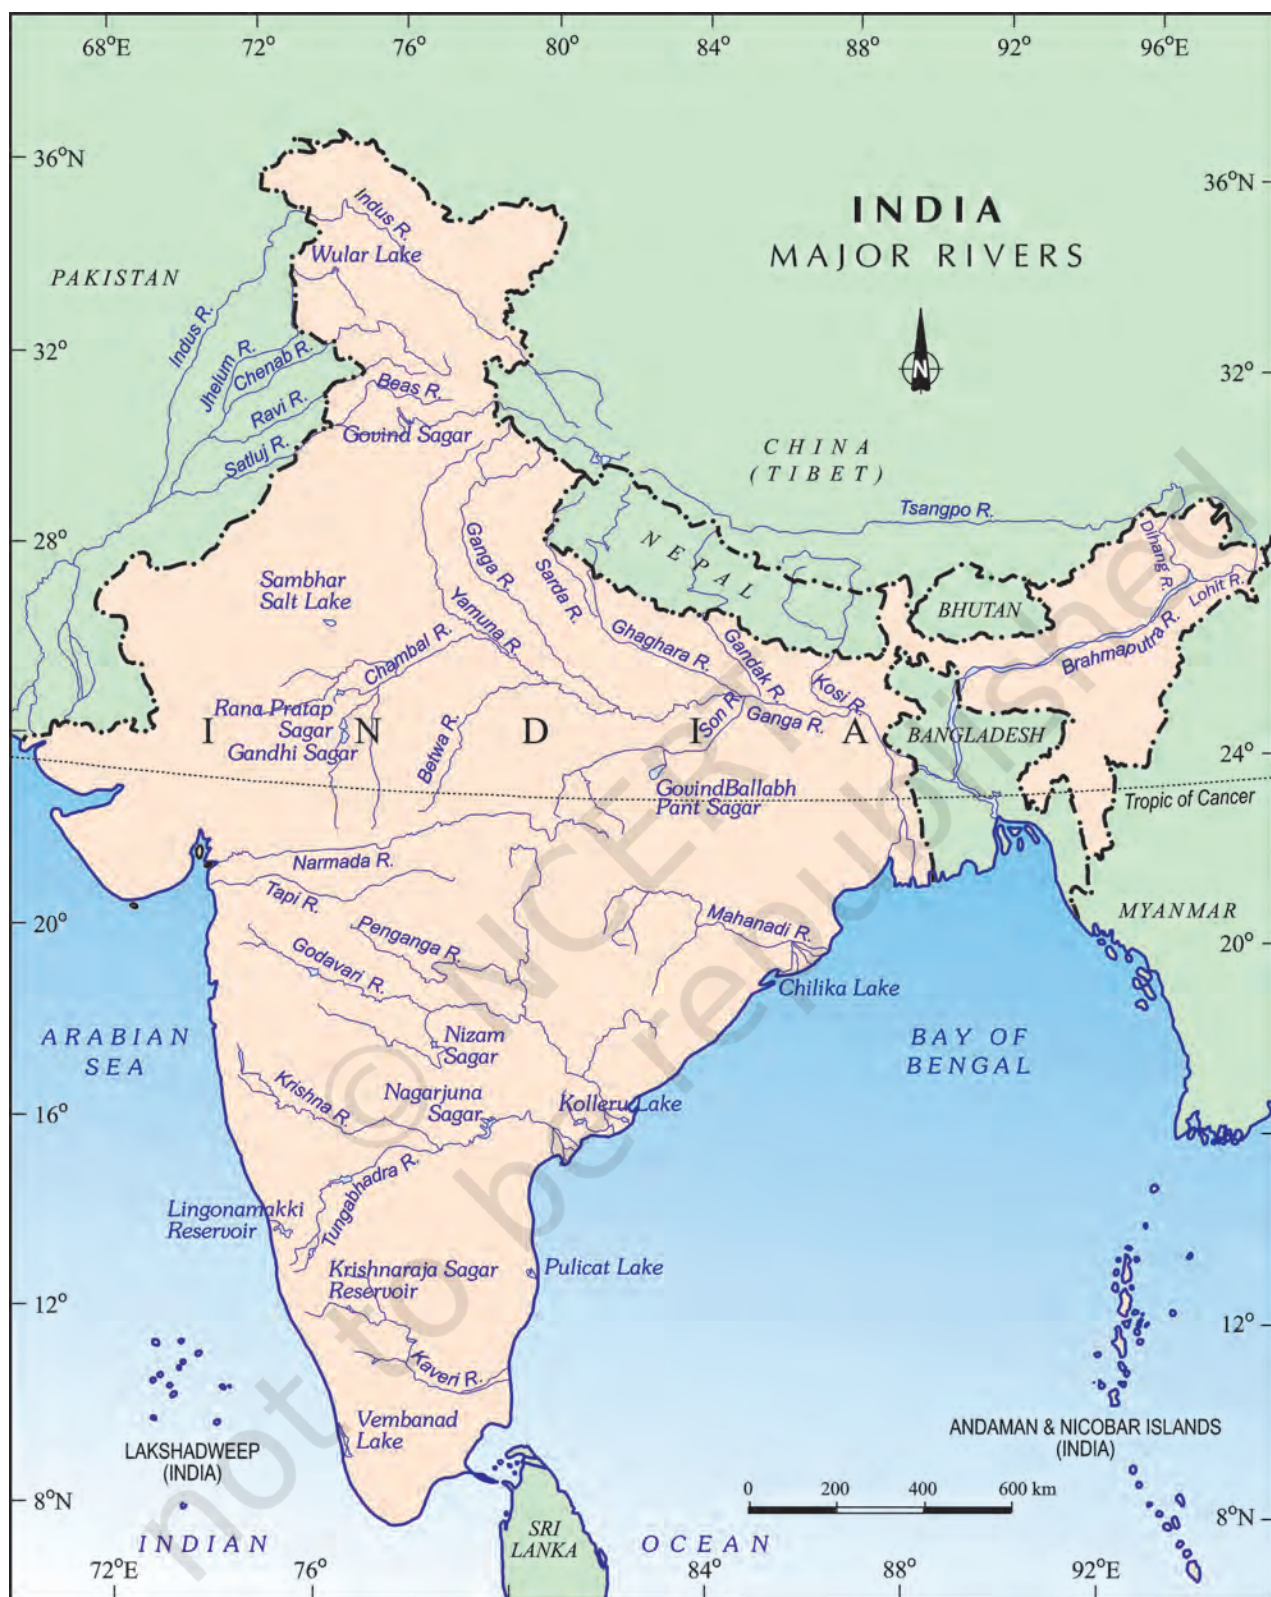 68°E 72° 76° 80° 84° 88° 92° 96°E
36°N
36°N
INDIA
MAJOR RIVERS
N
Indus R.
Wular Lake
PAKISTAN
Indus R.
Jhelum R.
Chenab R.
Ravi R.
Satluj R.
Beas R.
Govind Sagar
32°
32°
CHINA
(TIBET)
Tsangpo R.
28°
28°
NEPAL
Dihang R.
Lohit R.
BHUTAN
Brahmaputra R.
Sambhar
Salt Lake
Ganga R.
Yamuna R.
Sarda R.
Ghaghara R.
Gandak R.
Kosi R.
Chambal R.
Rana Pratap
Sagar
Gandhi Sagar
Betwa R.
Son R.
Ganga R.
I N D I A
BANGLADESH
24°
GovindBallabh
Pant Sagar
Tropic of Cancer
Narmada R.
Tapi R.
Penganga R.
Godavari R.
Mahanadi R.
MYANMAR
20°
20°
Chilika Lake
ARABIAN
SEA
BAY OF
BENGAL
Nizam
Sagar
Krishna R.
Nagarjuna
Sagar
Kolleru Lake
16°
Tungabhadra R.
Lingonamakki
Reservoir
Krishnaraja Sagar
Reservoir
Pulicat Lake
12°
12°
Kaveri R.
Vembanad
Lake
LAKSHADWEEP
(INDIA)
ANDAMAN & NICOBAR ISLANDS
(INDIA)
0 200 400 600 km
8°N
8°N
SRI
LANKA
INDIAN OCEAN
72°E 76° 84° 88° 92°E
© NCERT
not to be republished